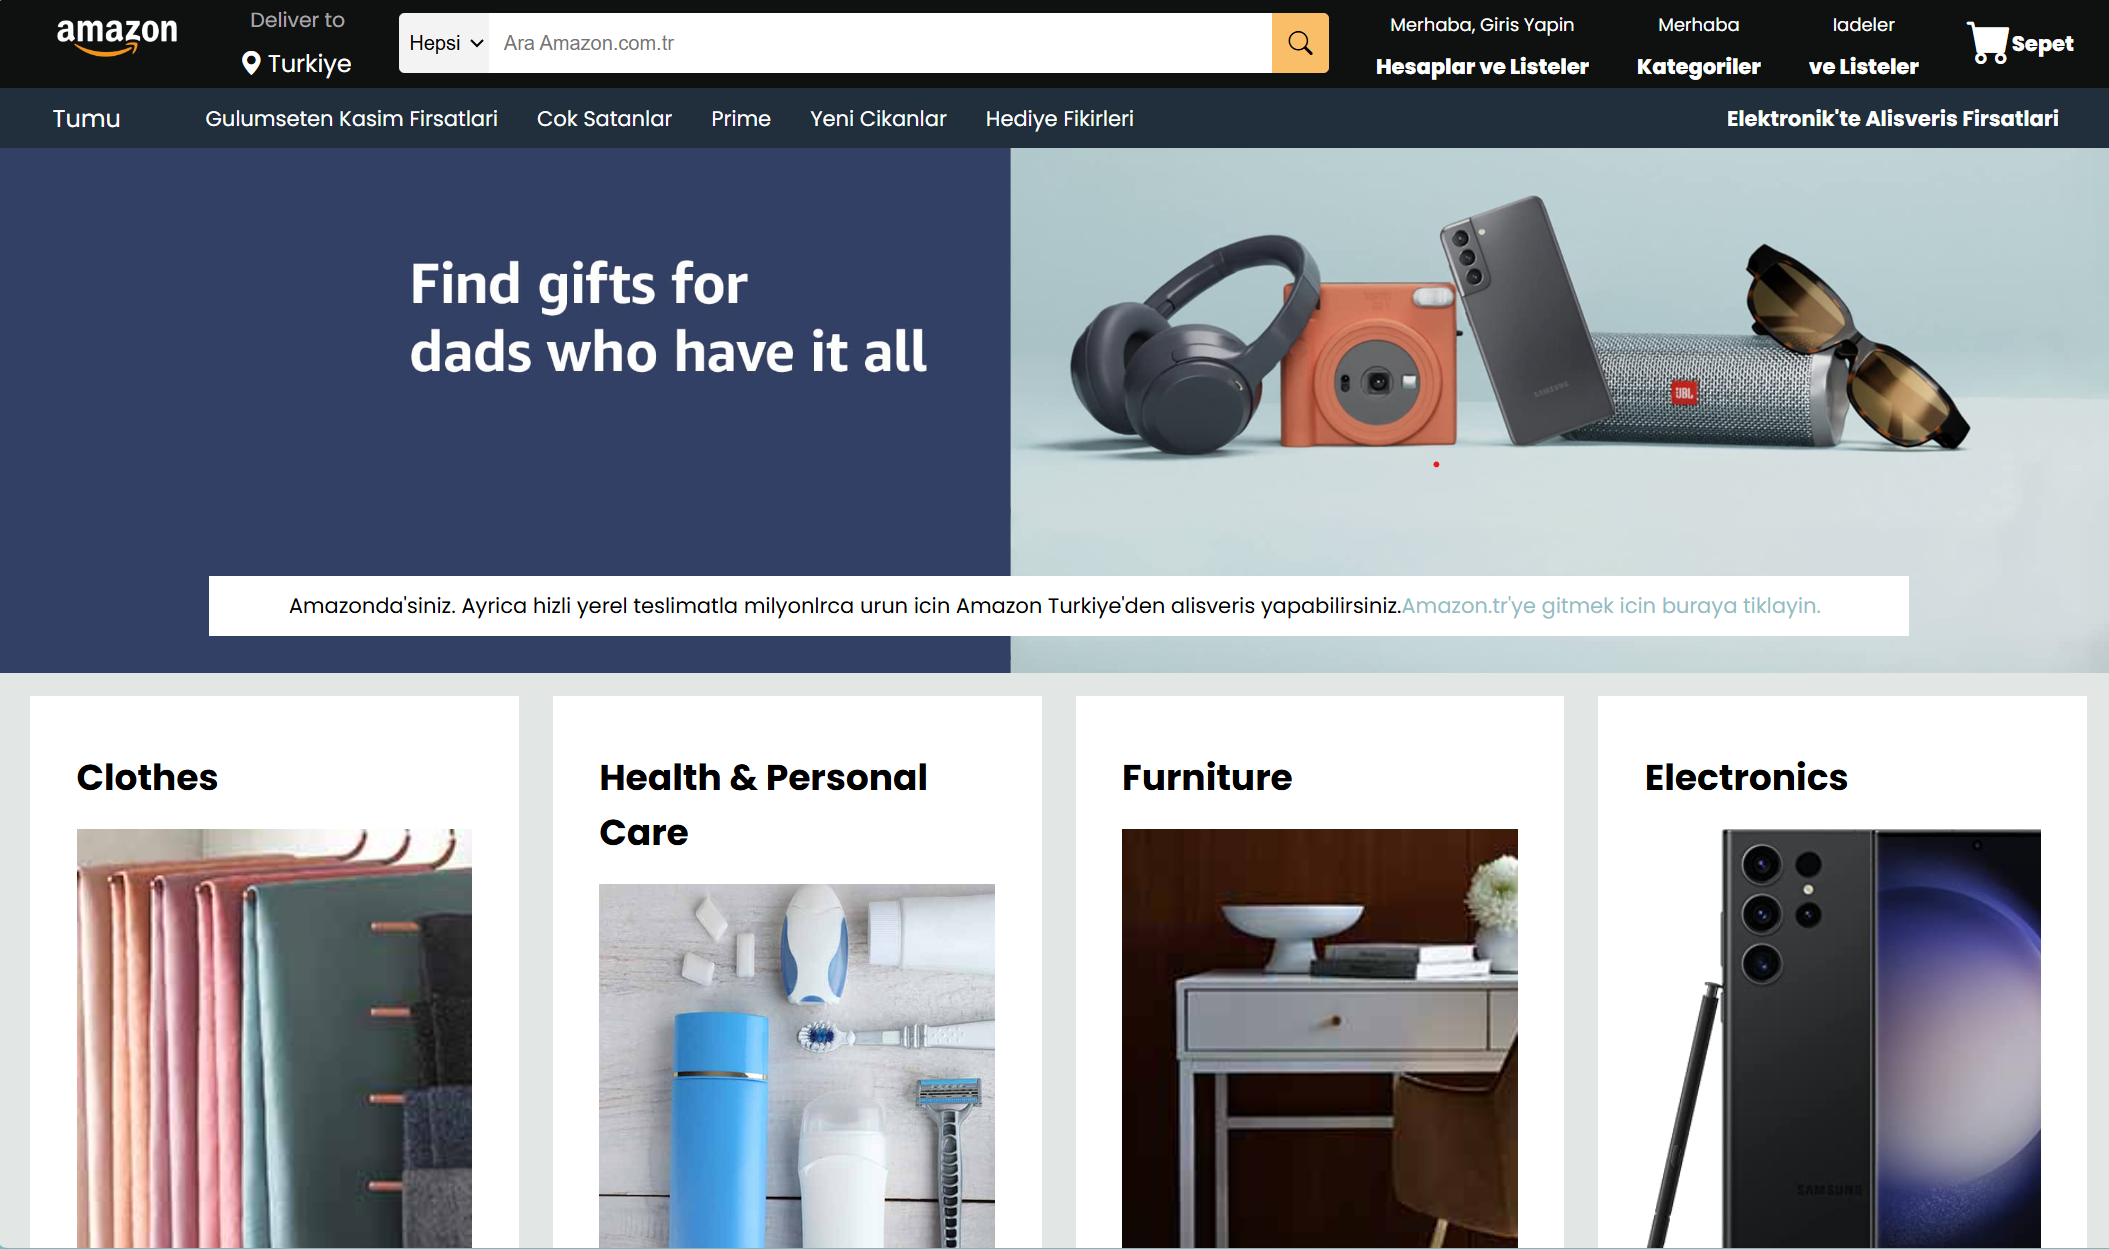 amazon
Deliver to
Turkiye
Hepsi
Ara Amazon.com.tr
Merhaba, Giris Yapin
Hesaplar ve Listeler
Merhaba
Kategoriler
Iadeler
ve Listeler
Sepet
Tumu
Gulumseten Kasim Firsatlari
Cok Satanlar
Prime
Yeni Cikanlar
Hediye Fikirleri
Elektronik'te Alisveris Firsatlari
Find gifts for
dads who have it all
SAMSUNG
JBL
Amazonda'siniz. Ayrica hizli yerel teslimatla milyonlrca urun icin Amazon Turkiye'den alisveris yapabilirsiniz.Amazon.tr'ye gitmek icin buraya tiklayin.
Clothes
Health & Personal
Care
Furniture
Electronics
SAMSUNG